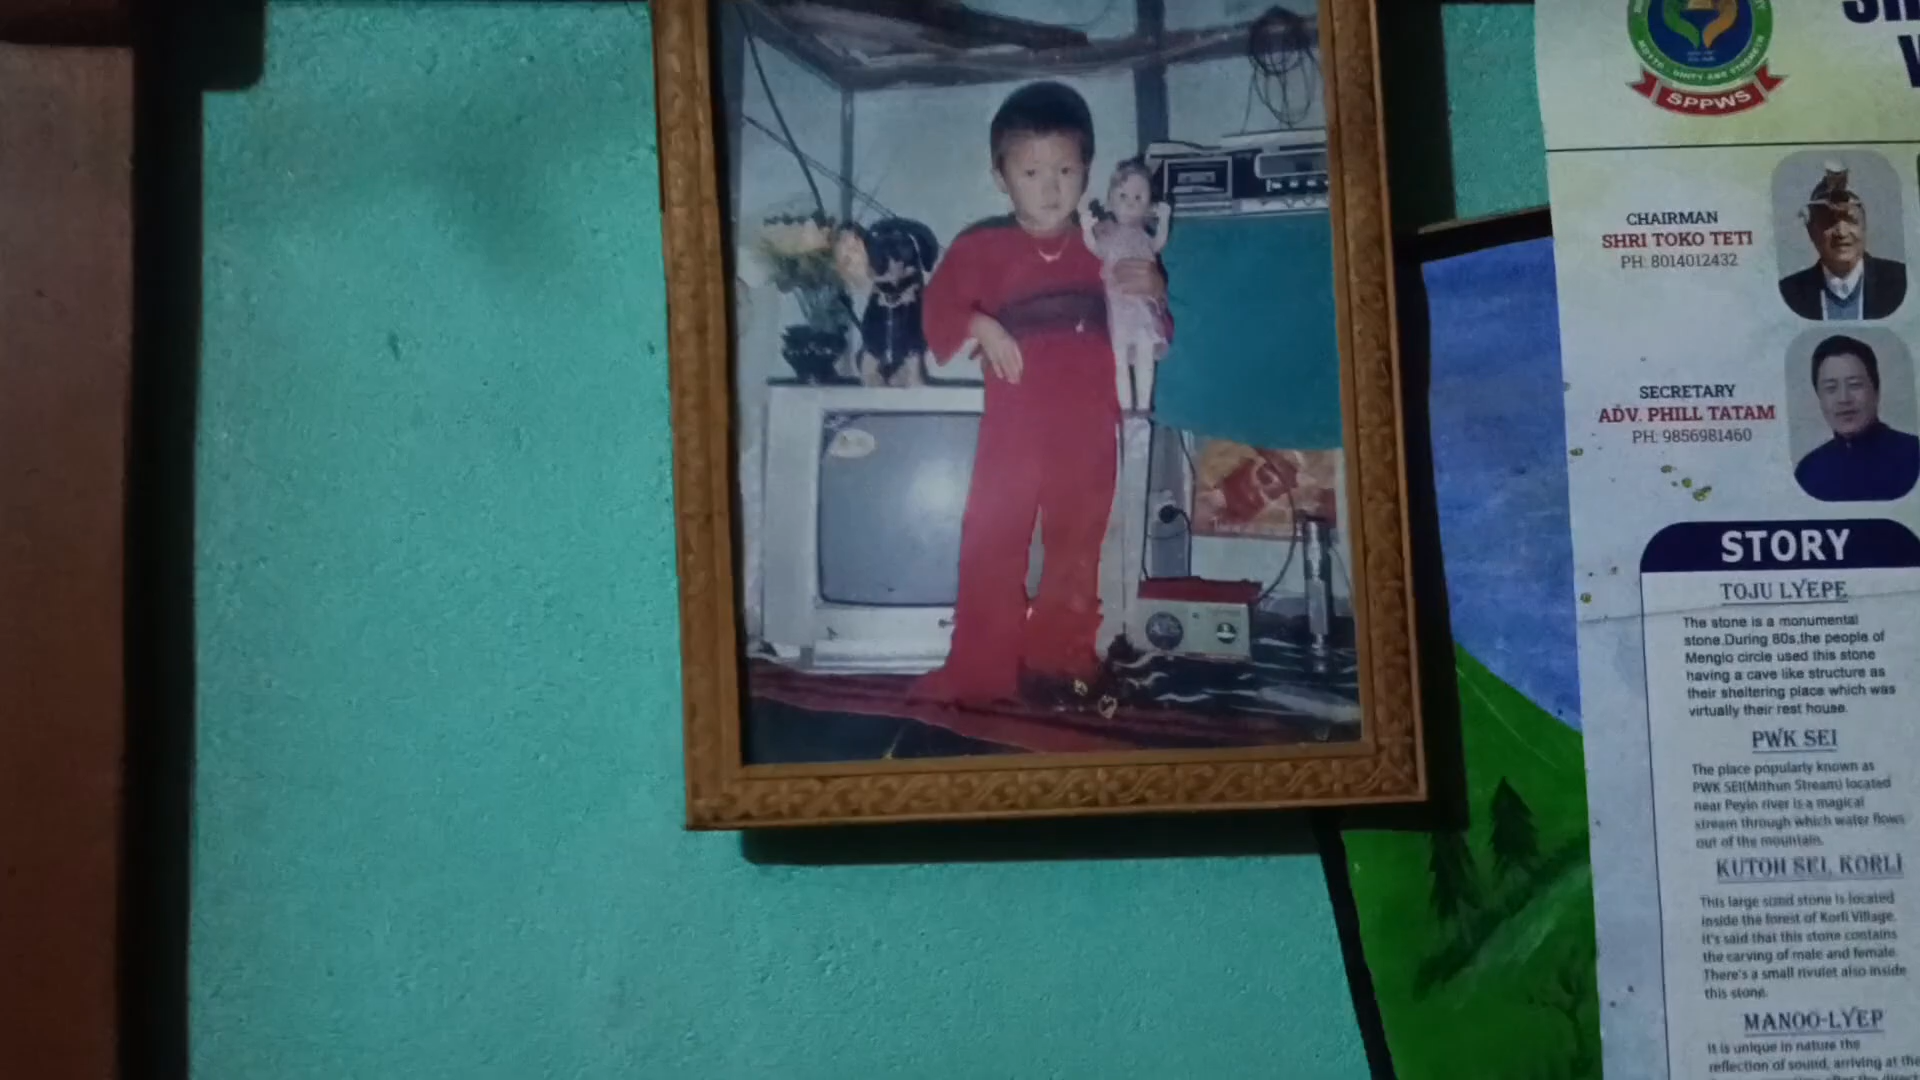 SPPWS
CHAIRMAN
SHRI TOKO TETI
PH: 8014012432
SECRETARY
ADV. PHILL TATAM
PH: 9856981460
STORY
TOJU LYEPE
The stone is a monumental
stone.During 80s,the people of
Mengio circle used this stone
having a cave like structure as
their sheltering place which was
virtually their rest house.
PWK SEI
The place popularly known as
PWK SEI(Mithun Stream) located
near Peyin river is a magical
stream through which water flows
out of the mountain.
KUTOH SEI, KORLI
This large sized stone is located
inside the forest of Korli Village.
It's said that this stone contains
the carving of male and female.
There's a small rivulet also inside
this stone.
MANOO-LYEP
It is unique in nature the
reflection of sound, arriving at the